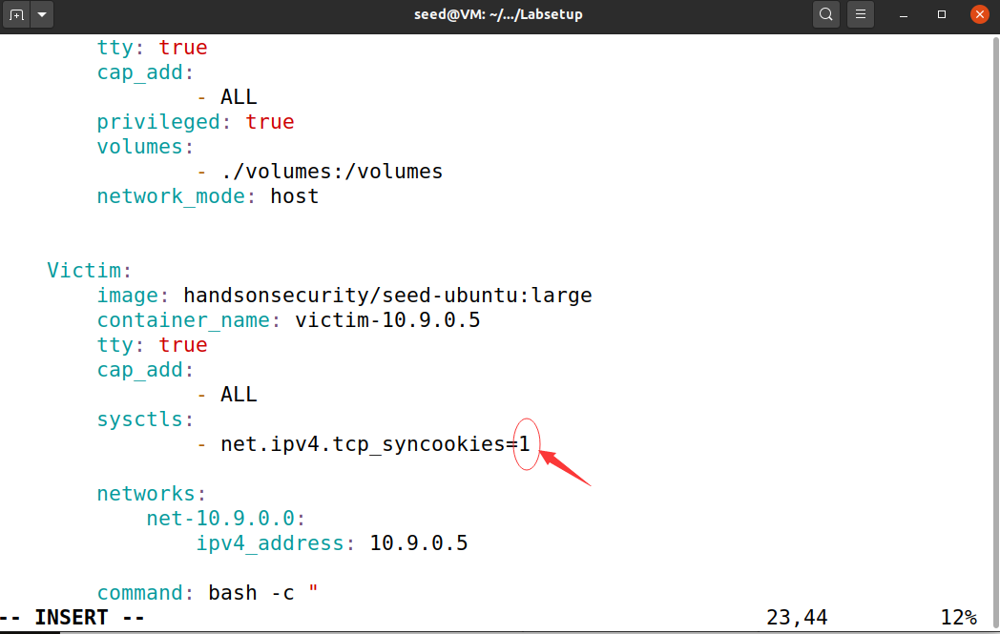 seed@VM: ~/.../Labsetup
tty: true
cap_add:
- ALL
privileged: true
volumes:
- ./volumes:/volumes
network_mode: host
Victim:
image: handsonsecurity/seed-ubuntu:large
container_name: victim-10.9.0.5
tty: true
cap_add:
- ALL
sysctls:
- net.ipv4.tcp_syncookies=1
networks:
net-10.9.0.0:
ipv4_address: 10.9.0.5
command: bash -c "
-- INSERT -- 23,44 12%